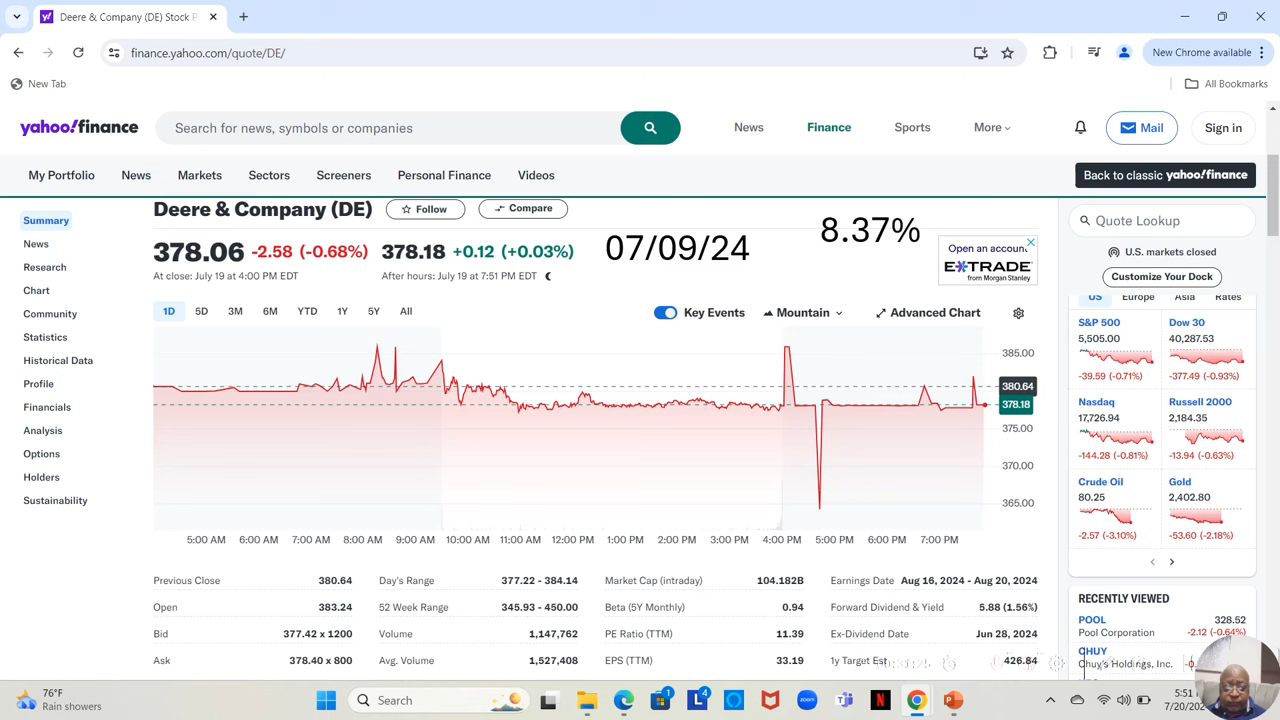 Deere & Company (DE) Stock P
finance.yahoo.com/quote/DE/
New Chrome available
New Tab
All Bookmarks
yahoo!finance
Search for news, symbols or companies
News
Finance
Sports
More
Mail
Sign in
My Portfolio
News
Markets
Sectors
Screeners
Personal Finance
Videos
Back to classic yahoo!finance
Summary
News
Research
Chart
Community
Statistics
Historical Data
Profile
Financials
Analysis
Options
Holders
Sustainability
Deere & Company (DE)
Follow
Compare
378.06 -2.58 (-0.68%)
At close: July 19 at 4:00 PM EDT
378.18 +0.12 (+0.03%)
After hours: July 19 at 7:51 PM EDT
07/09/24
8.37%
Open an account
E*TRADE
from Morgan Stanley
1D 5D 3M 6M YTD 1Y 5Y All
Key Events
Mountain
Advanced Chart
385.00
380.64
378.18
375.00
370.00
365.00
5:00 AM 6:00 AM 7:00 AM 8:00 AM 9:00 AM 10:00 AM 11:00 AM 12:00 PM 1:00 PM 2:00 PM 3:00 PM 4:00 PM 5:00 PM 6:00 PM 7:00 PM
Previous Close 380.64
Open 383.24
Bid 377.42 x 1200
Ask 378.40 x 800
Day's Range 377.22 - 384.14
52 Week Range 345.93 - 450.00
Volume 1,147,762
Avg. Volume 1,527,408
Market Cap (intraday) 104.182B
Beta (5Y Monthly) 0.94
PE Ratio (TTM) 11.39
EPS (TTM) 33.19
Earnings Date Aug 16, 2024 - Aug 20, 2024
Forward Dividend & Yield 5.88 (1.56%)
Ex-Dividend Date Jun 28, 2024
1y Target Est 426.84
Quote Lookup
U.S. markets closed
Customize Your Dock
US Europe Asia Rates
S&P 500
5,505.00
-39.59 (-0.71%)
Dow 30
40,287.53
-377.49 (-0.93%)
Nasdaq
17,726.94
-144.28 (-0.81%)
Russell 2000
2,184.35
-13.94 (-0.63%)
Crude Oil
80.25
-2.57 (-3.10%)
Gold
2,402.80
-53.60 (-2.18%)
RECENTLY VIEWED
POOL 328.52
Pool Corporation -2.12 (-0.64%)
CHUY
Chuy's Holdings, Inc.
76°F
Rain showers
Search
1
4
zoom
5:51
7/20/20